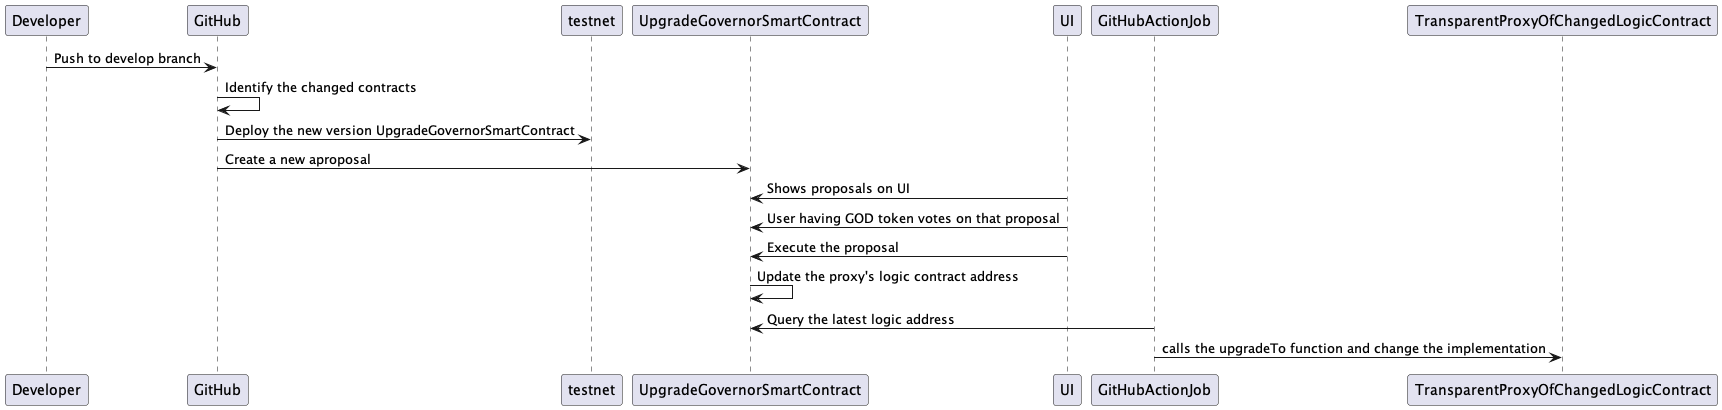 Developer
GitHub
testnet
UpgradeGovernorSmartContract
UI
GitHubActionJob
TransparentProxyOfChangedLogicContract
Push to develop branch
Identify the changed contracts
Deploy the new version UpgradeGovernorSmartContract
Create a new aproposal
Shows proposals on UI
User having GOD token votes on that proposal
Execute the proposal
Update the proxy's logic contract address
Query the latest logic address
calls the upgradeTo function and change the implementation
Developer
GitHub
testnet
UpgradeGovernorSmartContract
UI
GitHubActionJob
TransparentProxyOfChangedLogicContract